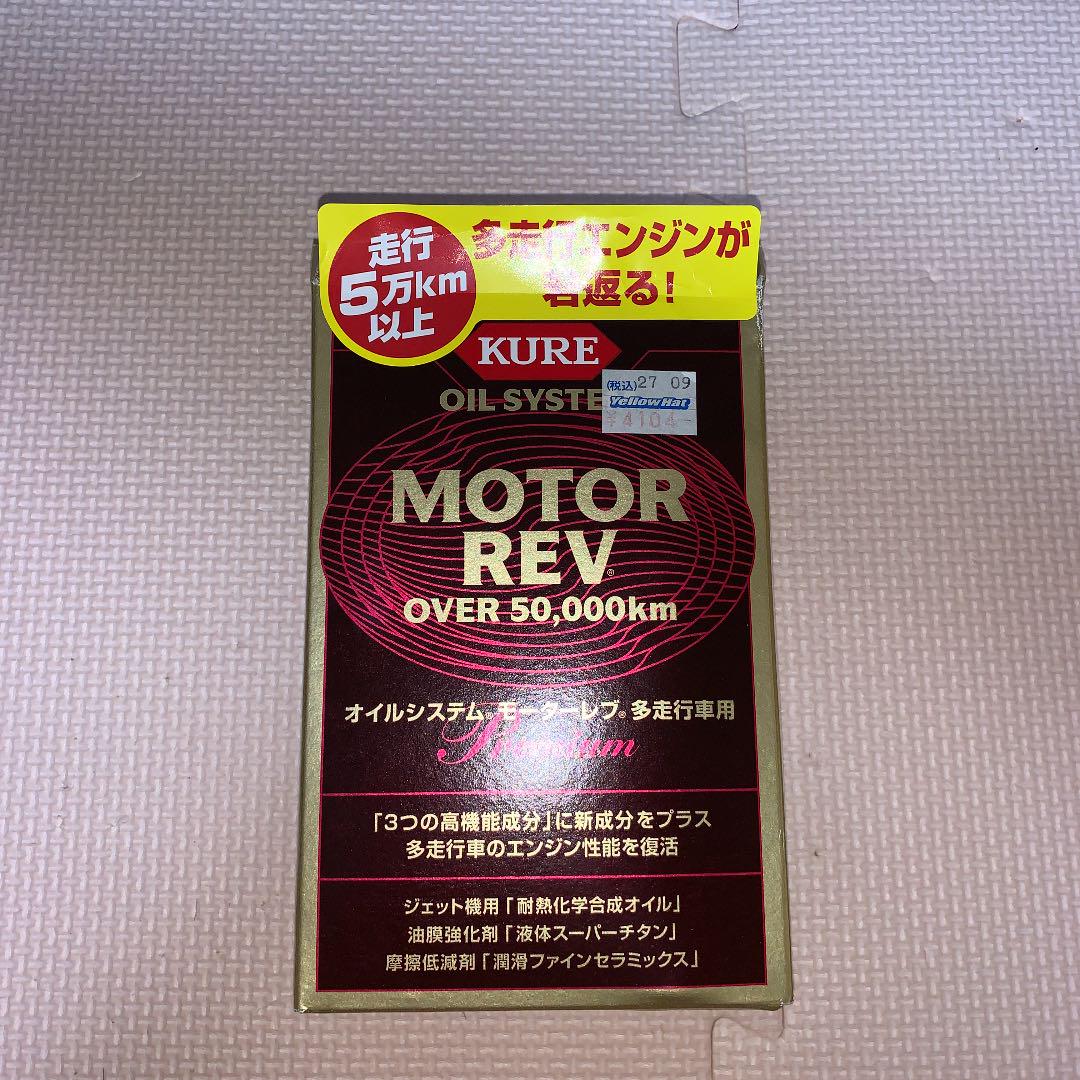 走行
5万km
以上
多走行エンジンが
若返る!
KURE
OIL SYSTE
(税込)27 09
YellowHat
¥4104-
MOTOR
REV®
OVER 50,000km
オイルシステム®モーターレブ®多走行車用
Premium
「3つの高機能成分」に新成分をプラス
多走行車のエンジン性能を復活
ジェット機用「耐熱化学合成オイル」
油膜強化剤「液体スーパーチタン」
摩擦低減剤「潤滑ファインセラミックス」